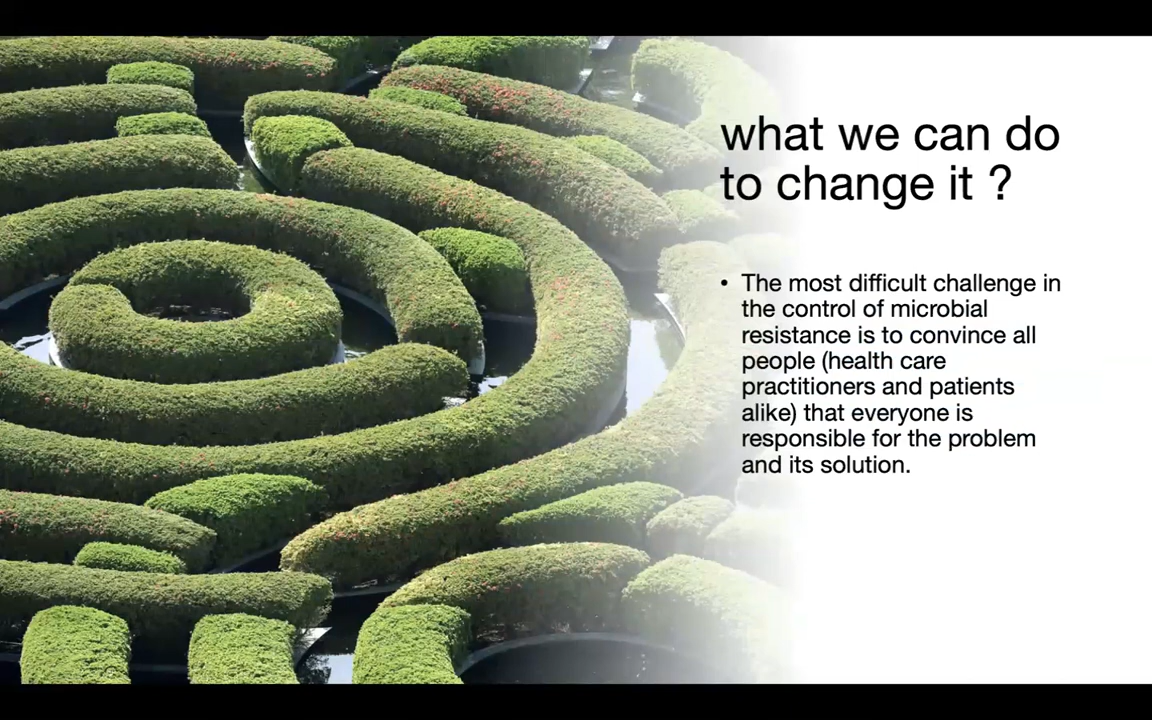 what we can do
to change it ?
• The most difficult challenge in
the control of microbial
resistance is to convince all
people (health care
practitioners and patients
alike) that everyone is
responsible for the problem
and its solution.